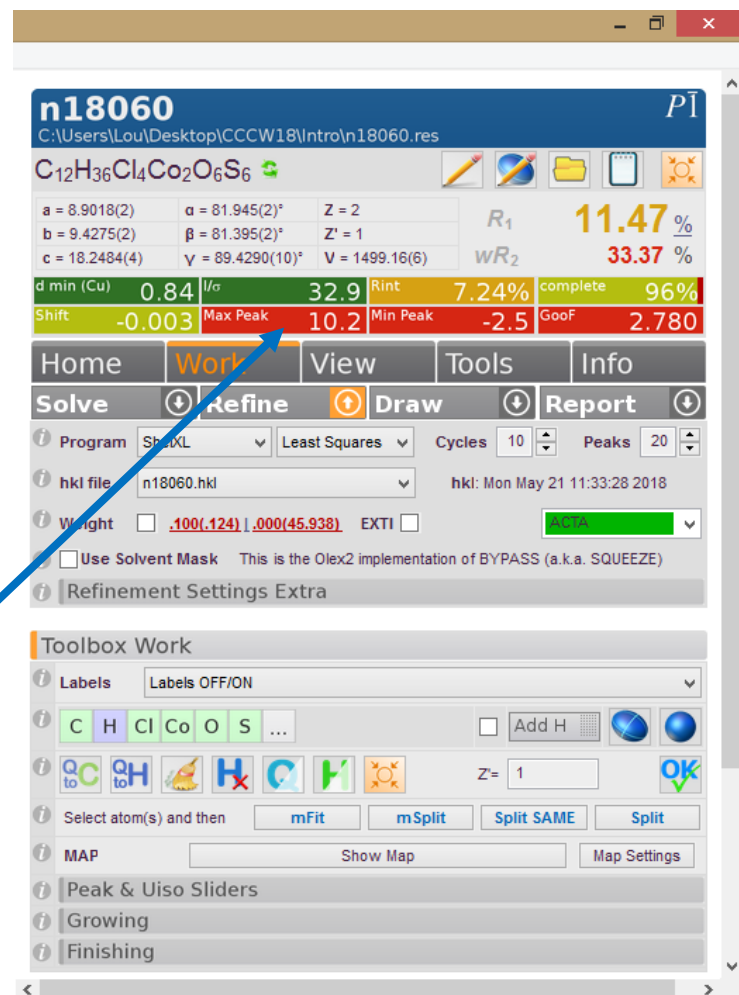 n18060 P1̄
C:\Users\Lou\Desktop\CCCW18\Intro\n18060.res
C12H36Cl4Co2O6S6
a = 8.9018(2) α = 81.945(2)° Z = 2 R1 11.47 %
b = 9.4275(2) β = 81.395(2)° Z' = 1
c = 18.2484(4) γ = 89.4290(10)° V = 1499.16(6) wR2 33.37 %
d min (Cu) 0.84 I/σ 32.9 Rint 7.24% complete 96%
Shift -0.003 Max Peak 10.2 Min Peak -2.5 GooF 2.780
Home Work View Tools Info
Solve Refine Draw Report
Program ShelXL Least Squares Cycles 10 Peaks 20
hkl file n18060.hkl hkl: Mon May 21 11:33:28 2018
Weight .100(.124) | .000(45.938) EXTI ACTA
Use Solvent Mask This is the Olex2 implementation of BYPASS (a.k.a. SQUEEZE)
Refinement Settings Extra
Toolbox Work
Labels Labels OFF/ON
C H Cl Co O S ... Add H
Q to C Q to H H x Q H Z'= 1 OK
Select atom(s) and then mFit mSplit Split SAME Split
MAP Show Map Map Settings
Peak & Uiso Sliders
Growing
Finishing